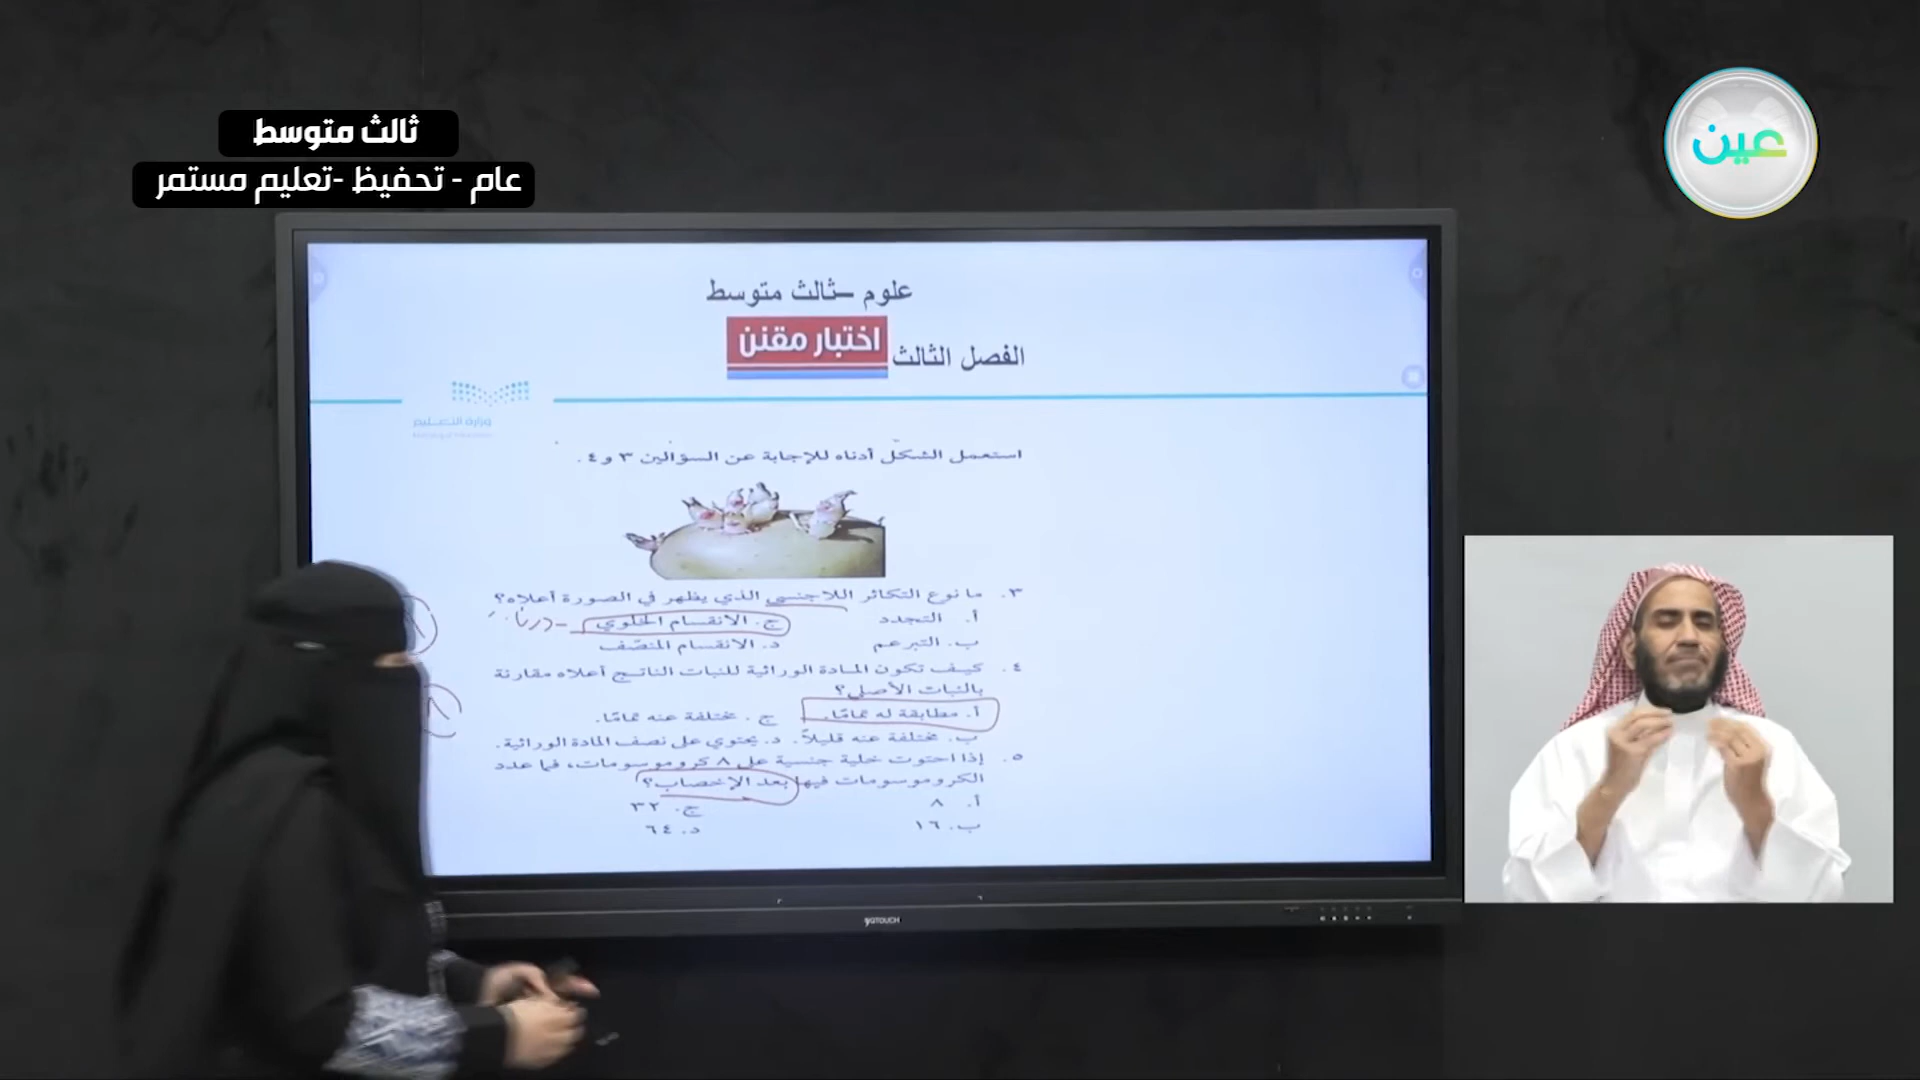 ثالث متوسط
عام - تحفيظ -تعليم مستمر
عين
علوم –ثالث متوسط
الفصل الثالث
اختبار مقنن
وزارة التعليم
استعمل الشكل أدناه للإجابة عن السؤالين ٣ و ٤.
٣. ما نوع التكاثر اللاجنسي الذي يظهر في الصورة أعلاه؟
أ. التجدد
ج. الانقسام الخلوي
ب. التبرعم
د. الانقسام المنصّف
٤. كيف تكون المادة الوراثية للنبات الناتج أعلاه مقارنة
بالنبات الأصلي؟
أ. مطابقة له تمامًا.
ج. مختلفة عنه تمامًا.
ب. مختلفة عنه قليلاً.
د. يحتوي على نصف المادة الوراثية.
٥. إذا احتوت خلية جنسية على ٨ كروموسومات، فما عدد
الكروموسومات فيها بعد الإخصاب؟
أ. ٨
ج. ٣٢
ب. ١٦
د. ٦٤